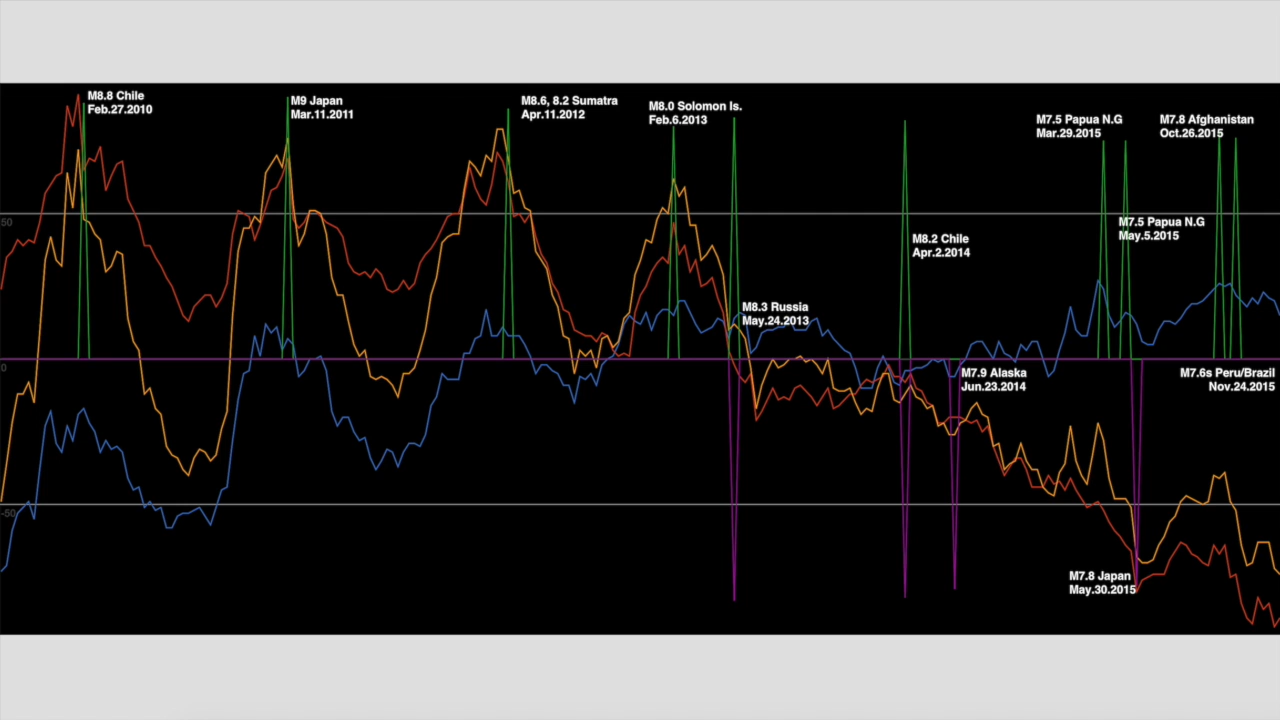 M8.8 Chile
Feb.27.2010
M9 Japan
Mar.11.2011
M8.6, 8.2 Sumatra
Apr.11.2012
M8.0 Solomon Is.
Feb.6.2013
M7.5 Papua N.G
Mar.29.2015
M7.8 Afghanistan
Oct.26.2015
50
M7.5 Papua N.G
May.5.2015
M8.2 Chile
Apr.2.2014
M8.3 Russia
May.24.2013
0
M7.9 Alaska
Jun.23.2014
M7.6s Peru/Brazil
Nov.24.2015
-50
M7.8 Japan
May.30.2015